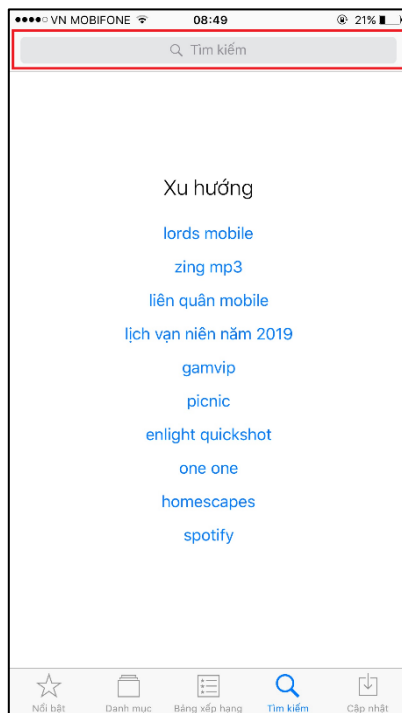 VN MOBIFONE 08:49 21%
Tìm kiếm
Xu hướng
lords mobile
zing mp3
liên quân mobile
lịch vạn niên năm 2019
gamvip
picnic
enlight quickshot
one one
homescapes
spotify
Nổi bật Danh mục Bảng xếp hạng Tìm kiếm Cập nhật